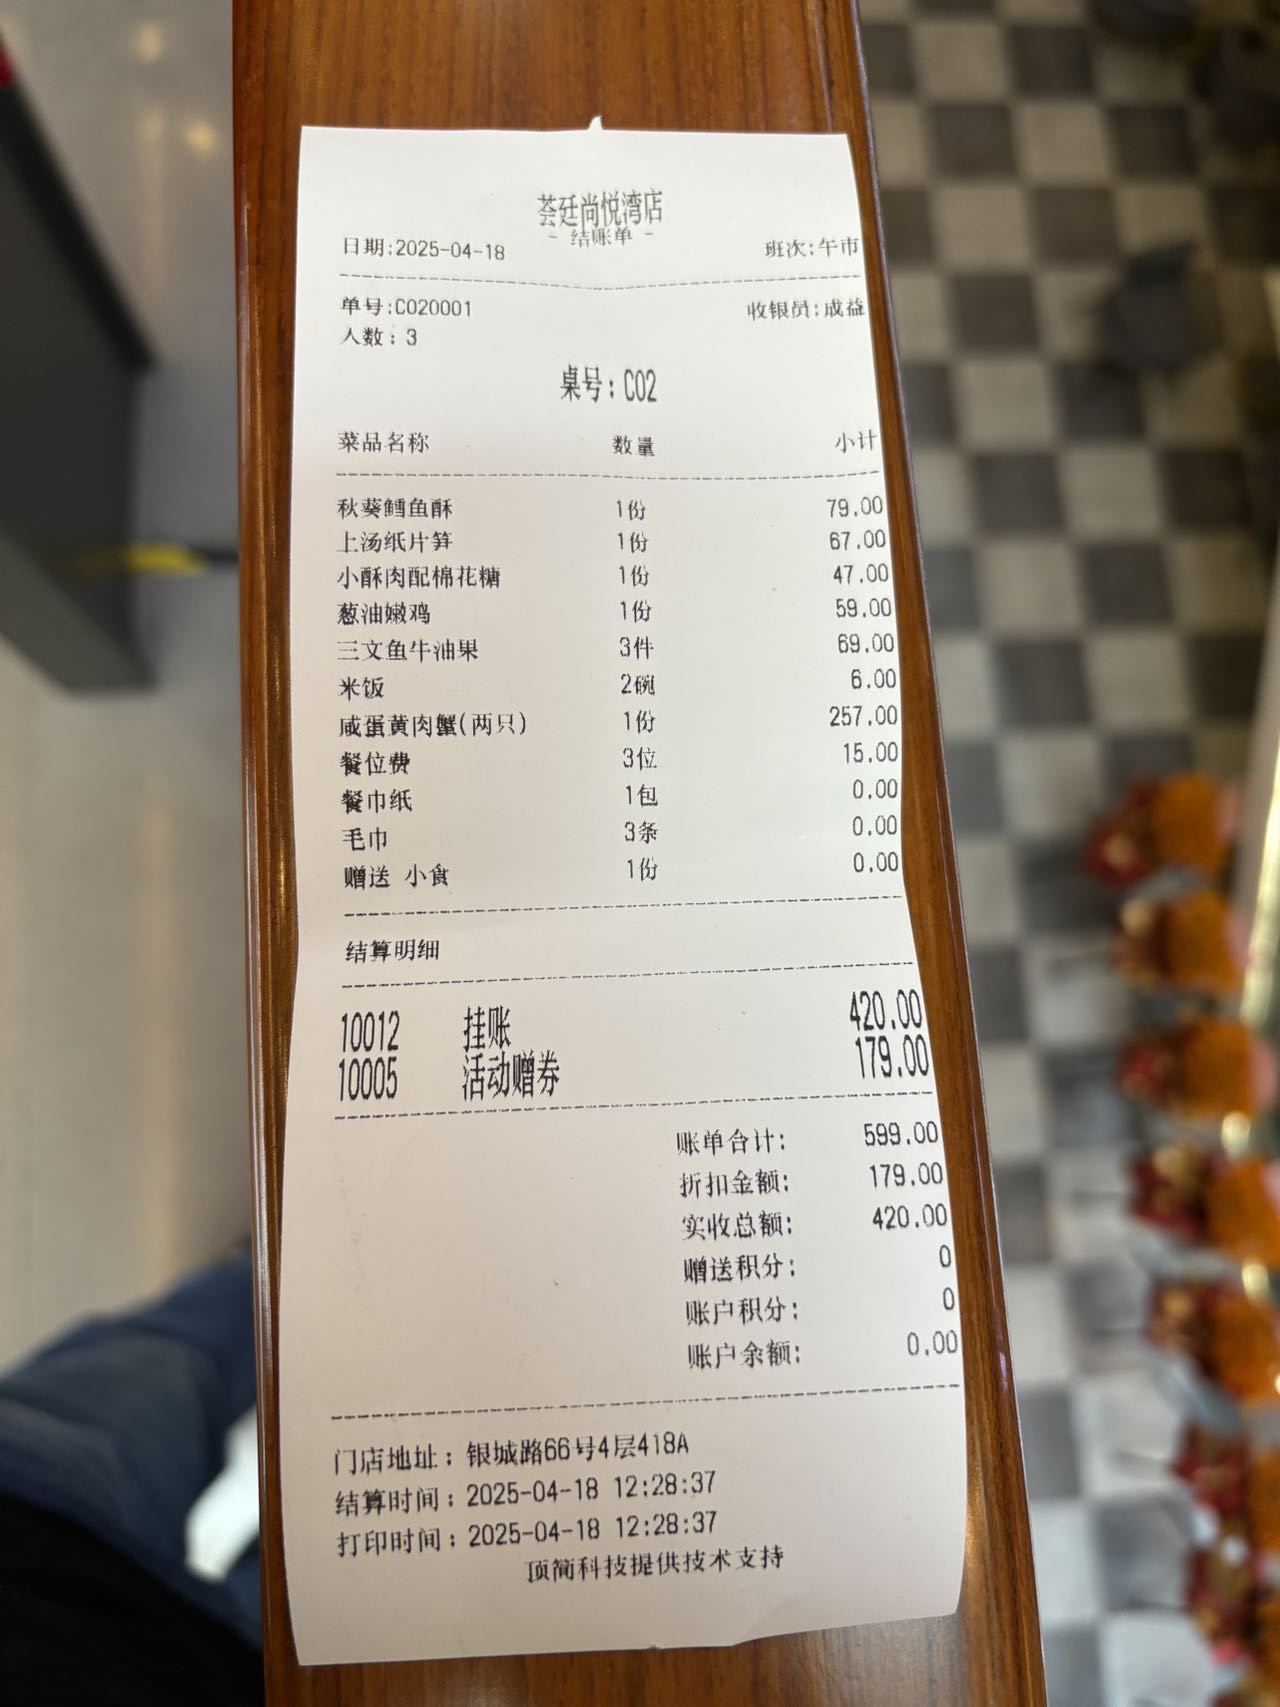 荟廷尚悦湾店
- 结账单 -
日期:2025-04-18 班次:午市
单号:C020001 收银员:成益
人数:3
桌号:C02
菜品名称 数量 小计
秋葵鳕鱼酥 1份 79.00
上汤纸片笋 1份 67.00
小酥肉配棉花糖 1份 47.00
葱油嫩鸡 1份 59.00
三文鱼牛油果 3件 69.00
米饭 2碗 6.00
咸蛋黄肉蟹(两只) 1份 257.00
餐位费 3位 15.00
餐巾纸 1包 0.00
毛巾 3条 0.00
赠送 小食 1份 0.00
结算明细
10012 挂账 420.00
10005 活动赠券 179.00
账单合计: 599.00
折扣金额: 179.00
实收总额: 420.00
赠送积分: 0
账户积分: 0
账户余额: 0.00
门店地址:银城路66号4层418A
结算时间:2025-04-18 12:28:37
打印时间:2025-04-18 12:28:37
顶简科技提供技术支持